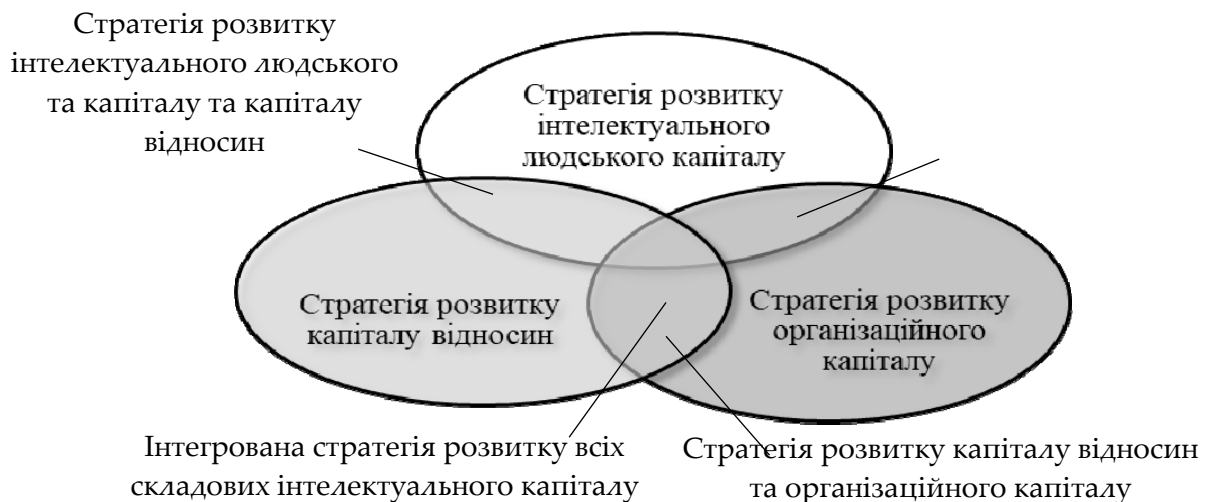 Стратегія розвитку
інтелектуального людського
та капіталу та капіталу
відносин
Стратегія розвитку
інтелектуального
людського капіталу
Стратегія розвитку
капіталу відносин
Стратегія розвитку
організаційного
капіталу
Інтегрована стратегія розвитку всіх
складових інтелектуального капіталу
Стратегія розвитку капіталу відносин
та організаційного капіталу